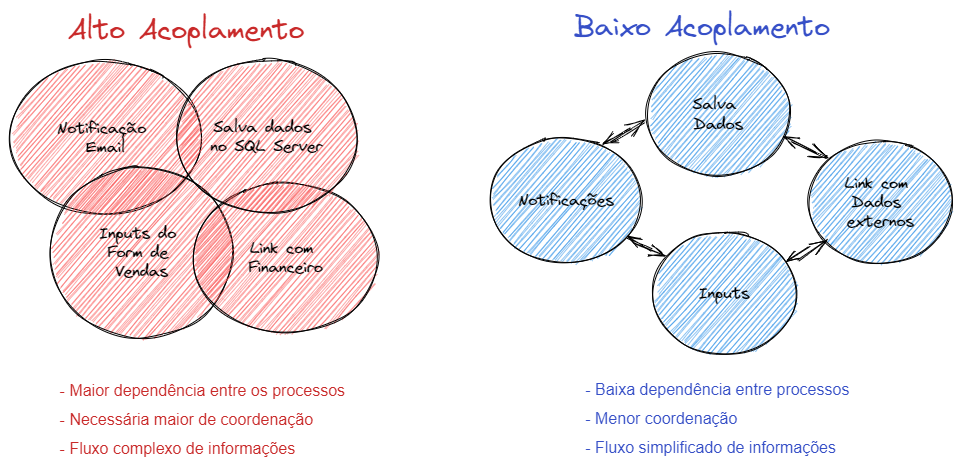 Alto Acoplamento
Notificação
Email
Salva dados
no SQL Server
Inputs do
Form de
Vendas
Link com
Financeiro
- Maior dependência entre os processos
- Necessária maior de coordenação
- Fluxo complexo de informações
Baixo Acoplamento
Salva
Dados
Notificações
Link com
Dados
externos
Inputs
- Baixa dependência entre processos
- Menor coordenação
- Fluxo simplificado de informações